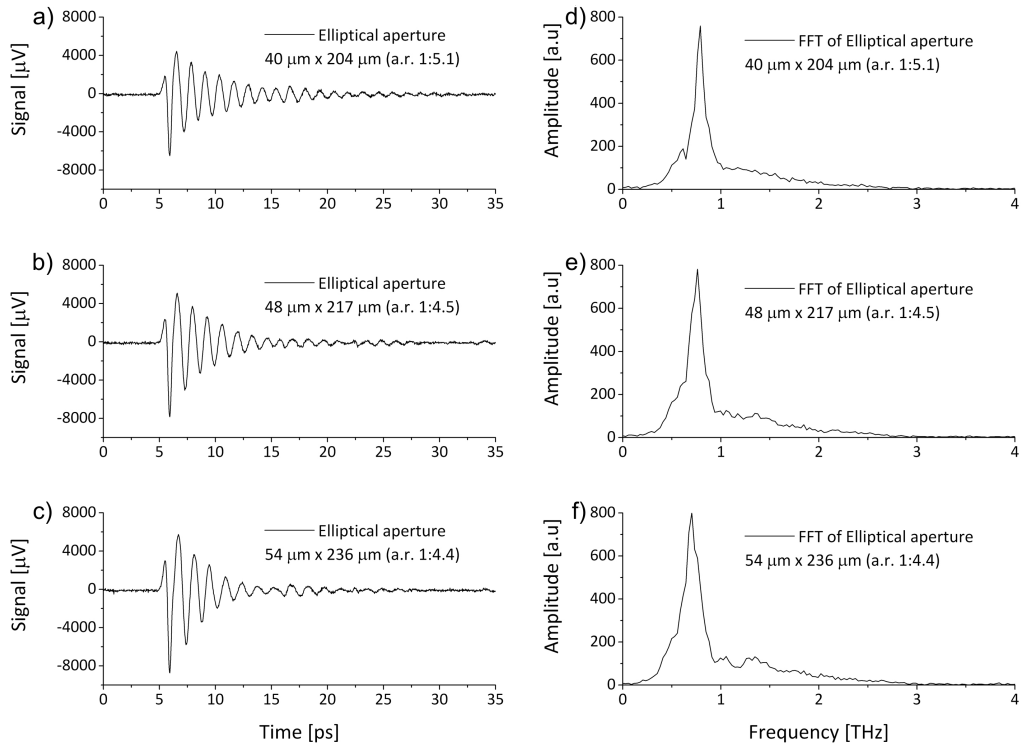 a)
8000
4000
0
-4000
-8000
Signal [μV]
Elliptical aperture
40 μm x 204 μm (a.r. 1:5.1)
0 5 10 15 20 25 30 35
d)
800
600
400
200
0
Amplitude [a.u]
FFT of Elliptical aperture
40 μm x 204 μm (a.r. 1:5.1)
0 1 2 3 4
b)
8000
4000
0
-4000
-8000
Signal [μV]
Elliptical aperture
48 μm x 217 μm (a.r. 1:4.5)
0 5 10 15 20 25 30 35
e)
800
600
400
200
0
Amplitude [a.u]
FFT of Elliptical aperture
48 μm x 217 μm (a.r. 1:4.5)
0 1 2 3 4
c)
8000
4000
0
-4000
-8000
Signal [μV]
Elliptical aperture
54 μm x 236 μm (a.r. 1:4.4)
0 5 10 15 20 25 30 35
Time [ps]
f)
800
600
400
200
0
Amplitude [a.u]
FFT of Elliptical aperture
54 μm x 236 μm (a.r. 1:4.4)
0 1 2 3 4
Frequency [THz]